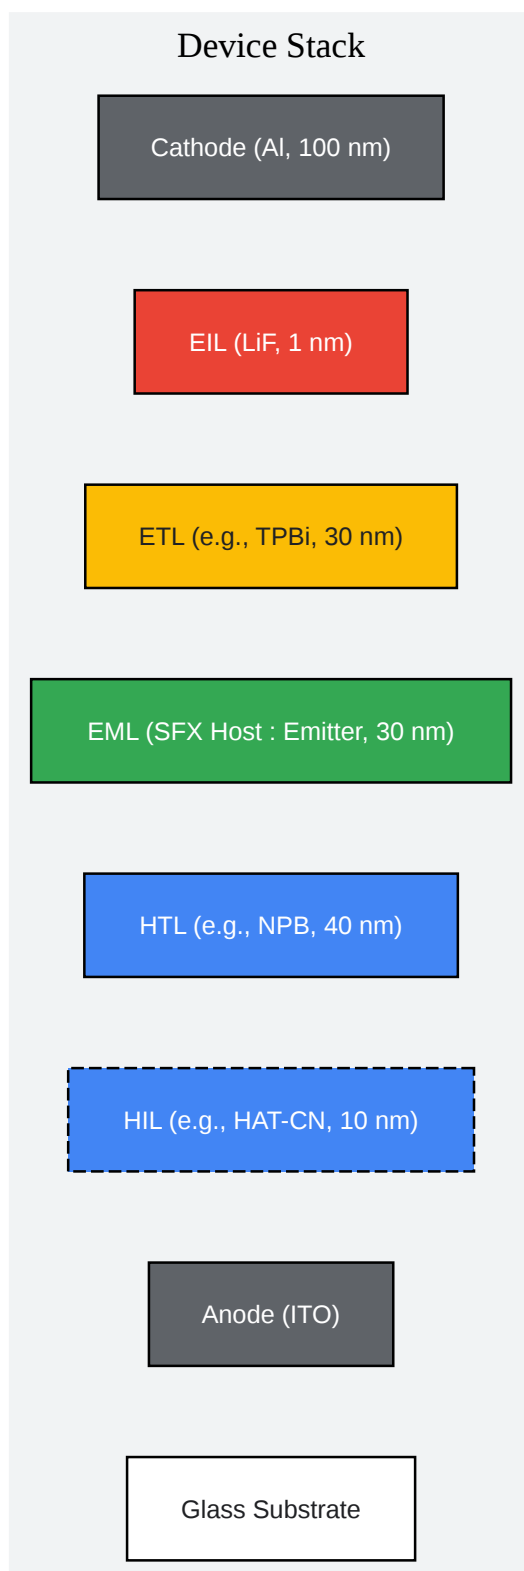 Device Stack
Cathode (Al, 100 nm)
EIL (LiF, 1 nm)
ETL (e.g., TPBi, 30 nm)
EML (SFX Host : Emitter, 30 nm)
HTL (e.g., NPB, 40 nm)
HIL (e.g., HAT-CN, 10 nm)
Anode (ITO)
Glass Substrate